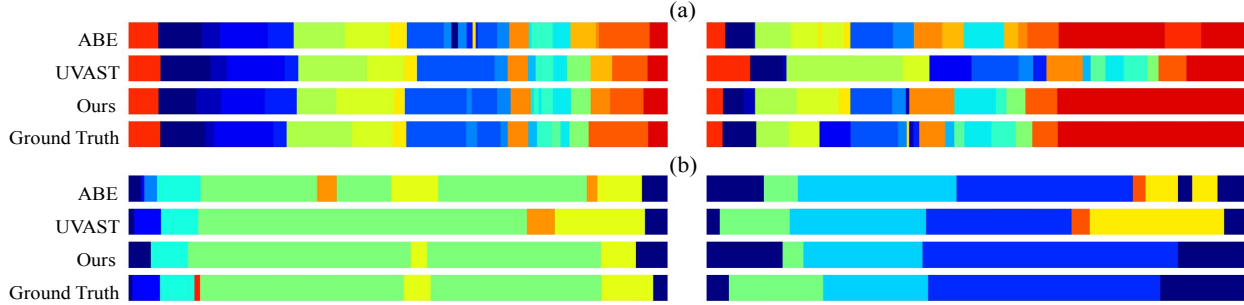 (a)
ABE
UVAST
Ours
Ground Truth
(b)
ABE
UVAST
Ours
Ground Truth